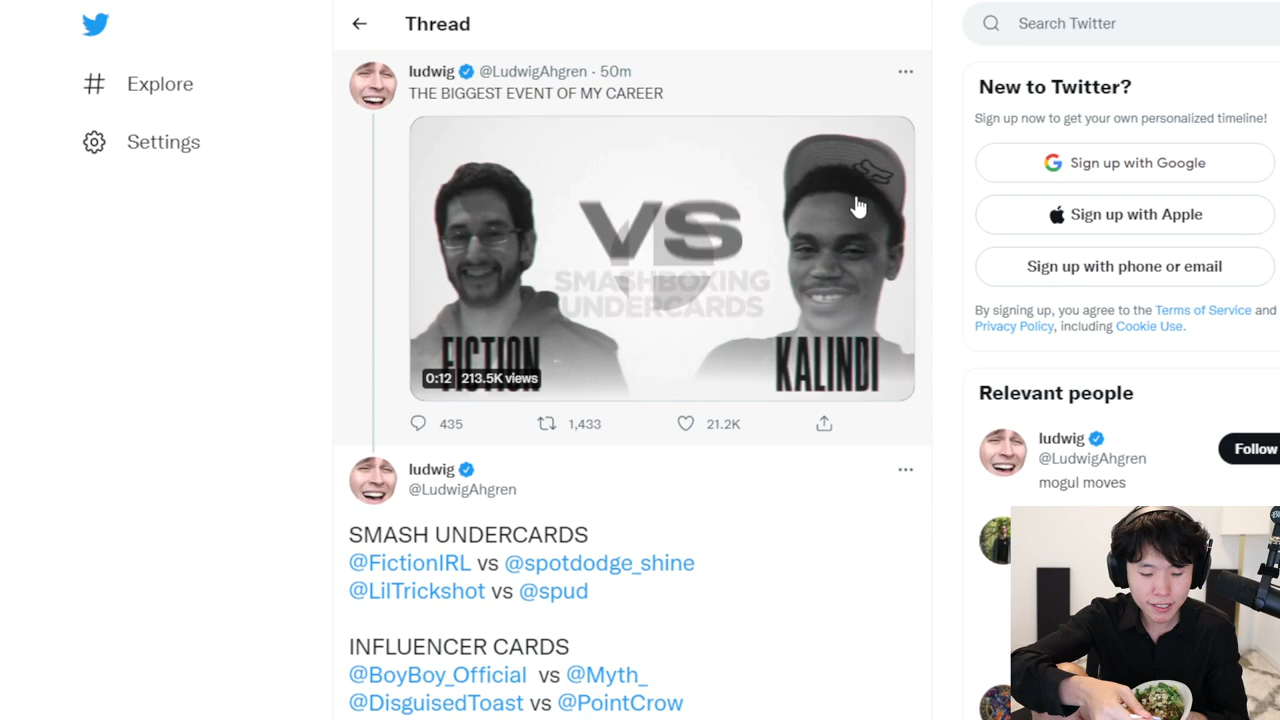 Explore
Settings
Thread
ludwig @LudwigAhgren · 50m
THE BIGGEST EVENT OF MY CAREER
VS
SMASHBOXING
UNDERCARDS
FICTION
KALINDI
0:12 213.5K views
435
1,433
21.2K
ludwig
@LudwigAhgren
SMASH UNDERCARDS
@FictionIRL vs @spotdodge_shine
@LilTrickshot vs @spud
INFLUENCER CARDS
@BoyBoy_Official vs @Myth_
@DisguisedToast vs @PointCrow
Search Twitter
New to Twitter?
Sign up now to get your own personalized timeline!
Sign up with Google
Sign up with Apple
Sign up with phone or email
By signing up, you agree to the Terms of Service and
Privacy Policy, including Cookie Use.
Relevant people
ludwig
@LudwigAhgren
Follow
mogul moves